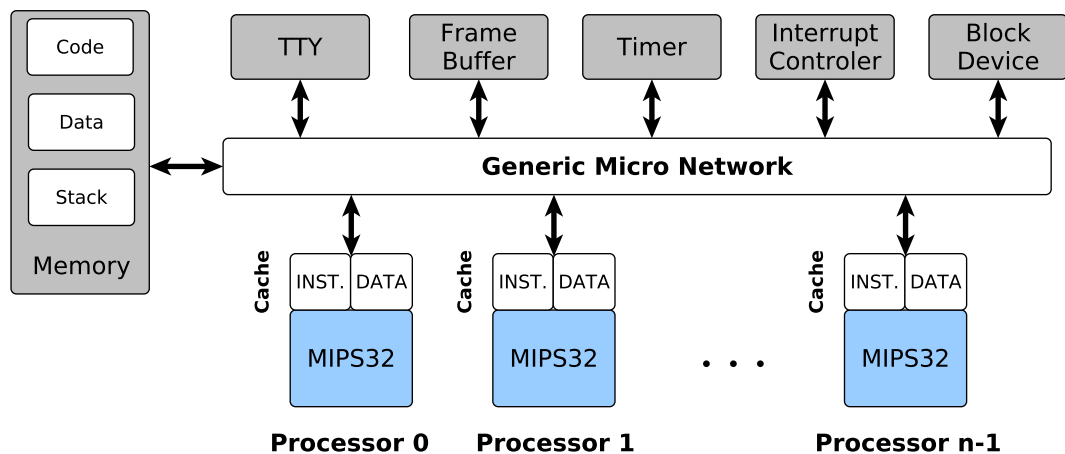 Code
Data
Stack
Memory
TTY
Frame
Buffer
Timer
Interrupt
Controler
Block
Device
Generic Micro Network
Cache
INST.
DATA
MIPS32
Processor 0
Cache
INST.
DATA
MIPS32
Processor 1
. . .
Cache
INST.
DATA
MIPS32
Processor n-1